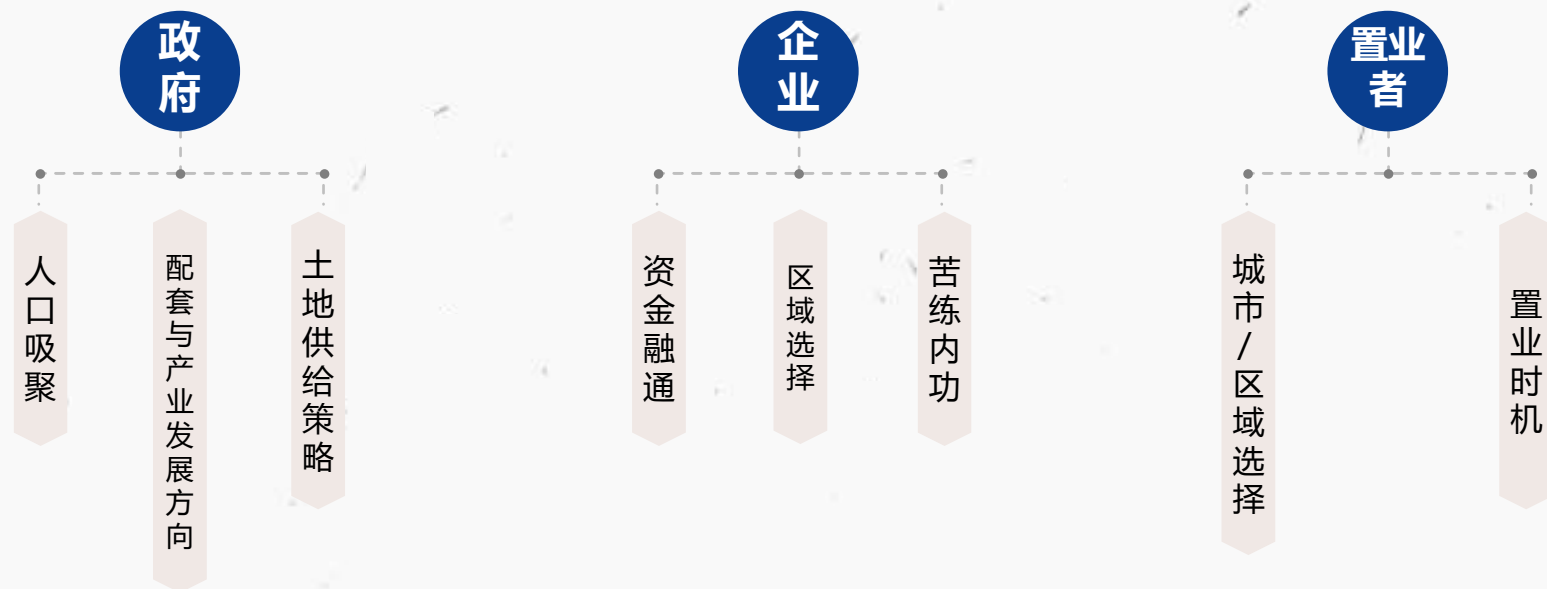 政府
人口吸聚
配套与产业发展方向
土地供给策略
企业
资金融通
区域选择
苦练内功
置业者
城市/区域选择
置业时机